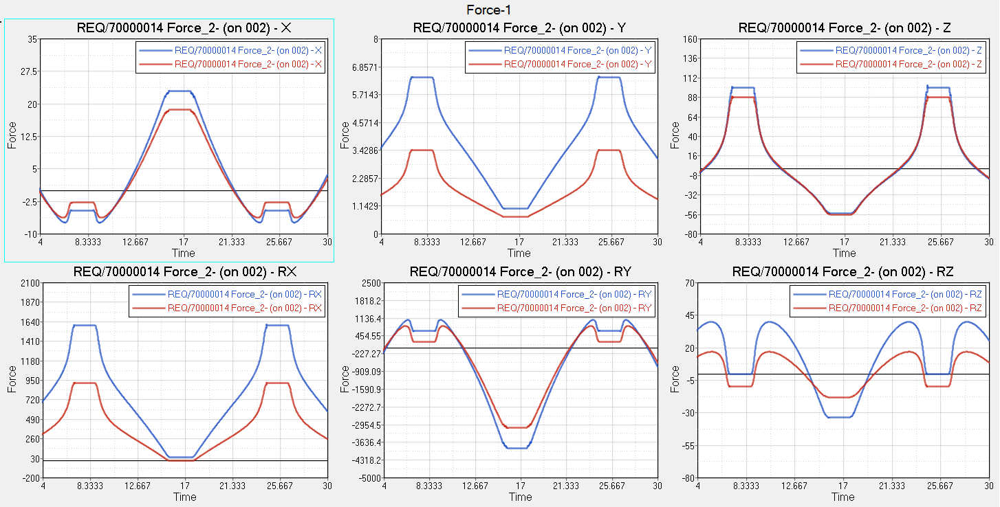 Force-1
REQ/70000014 Force_2- (on 002) - X
REQ/70000014 Force_2- (on 002) - X
REQ/70000014 Force_2- (on 002) - X
35
27.5
20
12.5
5
-2.5
-10
Force
4 8.3333 12.667 17 21.333 25.667 30
Time
REQ/70000014 Force_2- (on 002) - Y
REQ/70000014 Force_2- (on 002) - Y
REQ/70000014 Force_2- (on 002) - Y
8
6.8571
5.7143
4.5714
3.4286
2.2857
1.1429
0
Force
4 8.3333 12.667 17 21.333 25.667 30
Time
REQ/70000014 Force_2- (on 002) - Z
REQ/70000014 Force_2- (on 002) - Z
REQ/70000014 Force_2- (on 002) - Z
160
136
112
88
64
40
16
-8
-32
-56
-80
Force
4 8.3333 12.667 17 21.333 25.667 30
Time
REQ/70000014 Force_2- (on 002) - RX
REQ/70000014 Force_2- (on 002) - RX
REQ/70000014 Force_2- (on 002) - RX
2100
1870
1640
1410
1180
950
720
490
260
30
-200
Force
4 8.3333 12.667 17 21.333 25.667 30
Time
REQ/70000014 Force_2- (on 002) - RY
REQ/70000014 Force_2- (on 002) - RY
REQ/70000014 Force_2- (on 002) - RY
2500
1818.2
1136.4
454.55
-227.27
-909.09
-1590.9
-2272.7
-2954.5
-3636.4
-4318.2
-5000
Force
4 8.3333 12.667 17 21.333 25.667 30
Time
REQ/70000014 Force_2- (on 002) - RZ
REQ/70000014 Force_2- (on 002) - RZ
REQ/70000014 Force_2- (on 002) - RZ
70
45
20
-5
-30
-55
-80
Force
4 8.3333 12.667 17 21.333 25.667 30
Time